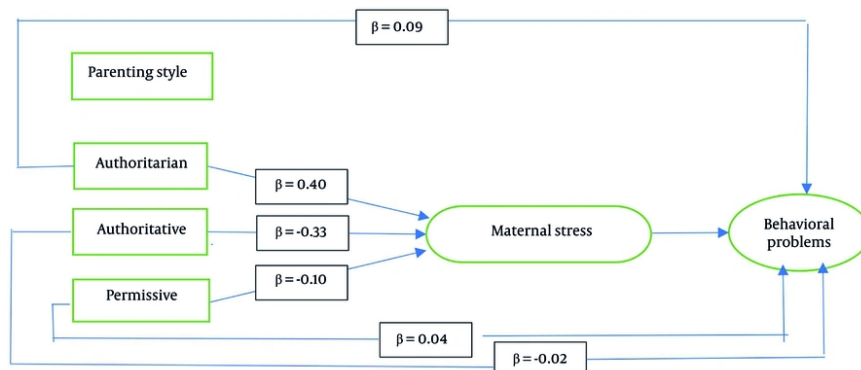 β = 0.09
Parenting style
Authoritarian
β = 0.40
Authoritative
β = -0.33
Maternal stress
Behavioral
problems
β = -0.10
Permissive
β = 0.04
β = -0.02